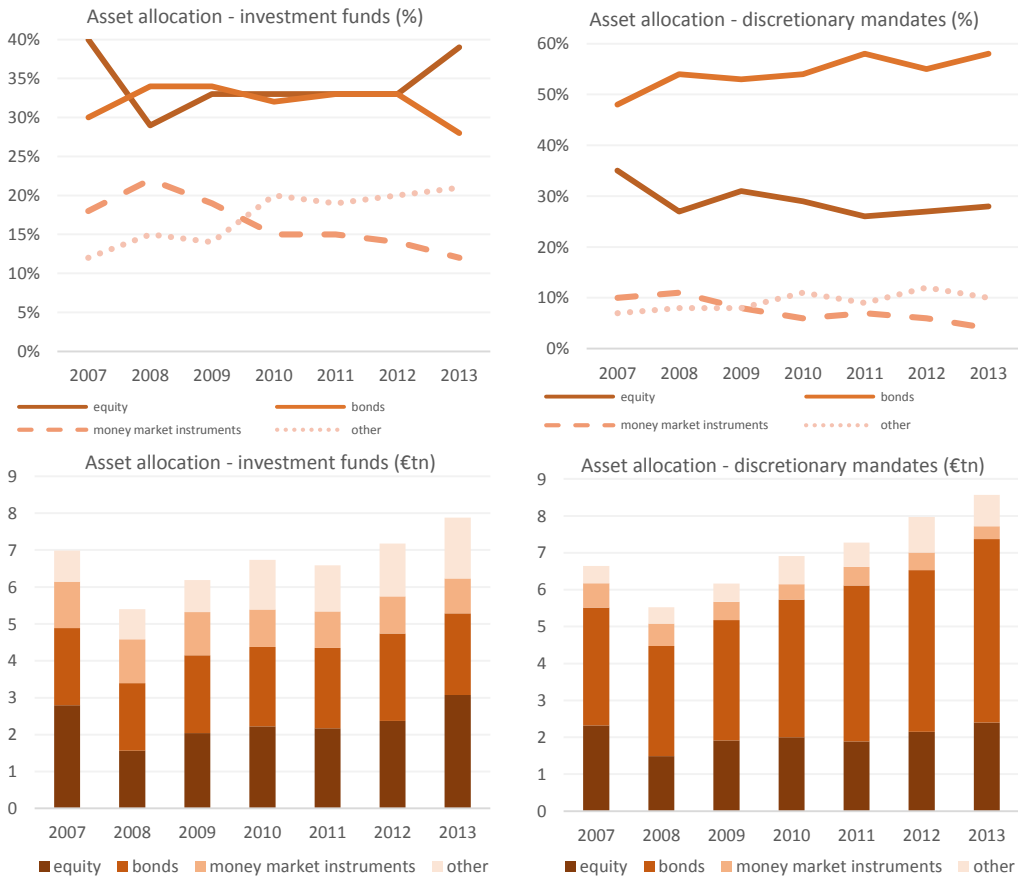 Asset allocation - investment funds (%)
40%
35%
30%
25%
20%
15%
10%
5%
0%
2007 2008 2009 2010 2011 2012 2013
equity bonds
money market instruments other
Asset allocation - discretionary mandates (%)
60%
50%
40%
30%
20%
10%
0%
2007 2008 2009 2010 2011 2012 2013
equity bonds
money market instruments other
Asset allocation - investment funds (€tn)
9
8
7
6
5
4
3
2
1
0
2007 2008 2009 2010 2011 2012 2013
equity bonds money market instruments other
Asset allocation - discretionary mandates (€tn)
9
8
7
6
5
4
3
2
1
0
2007 2008 2009 2010 2011 2012 2013
equity bonds money market instruments other